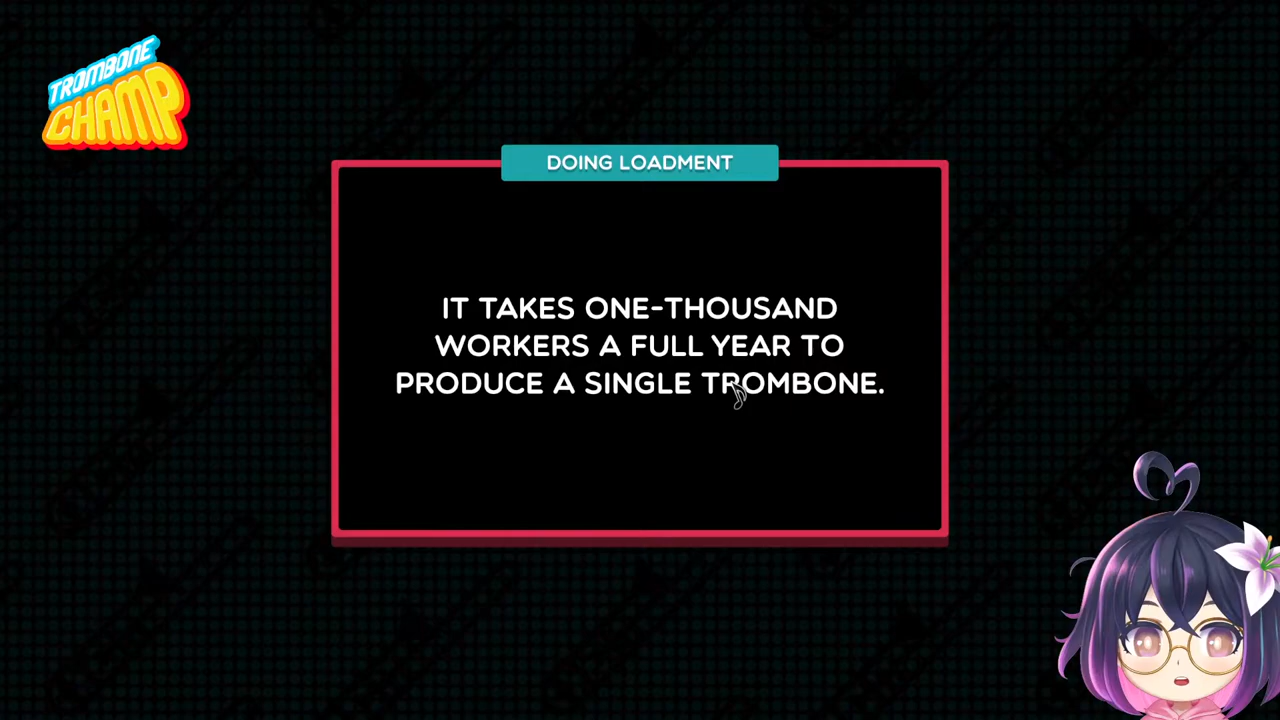 TROMBONE
CHAMP
DOING LOADMENT
IT TAKES ONE-THOUSAND
WORKERS A FULL YEAR TO
PRODUCE A SINGLE TROMBONE.